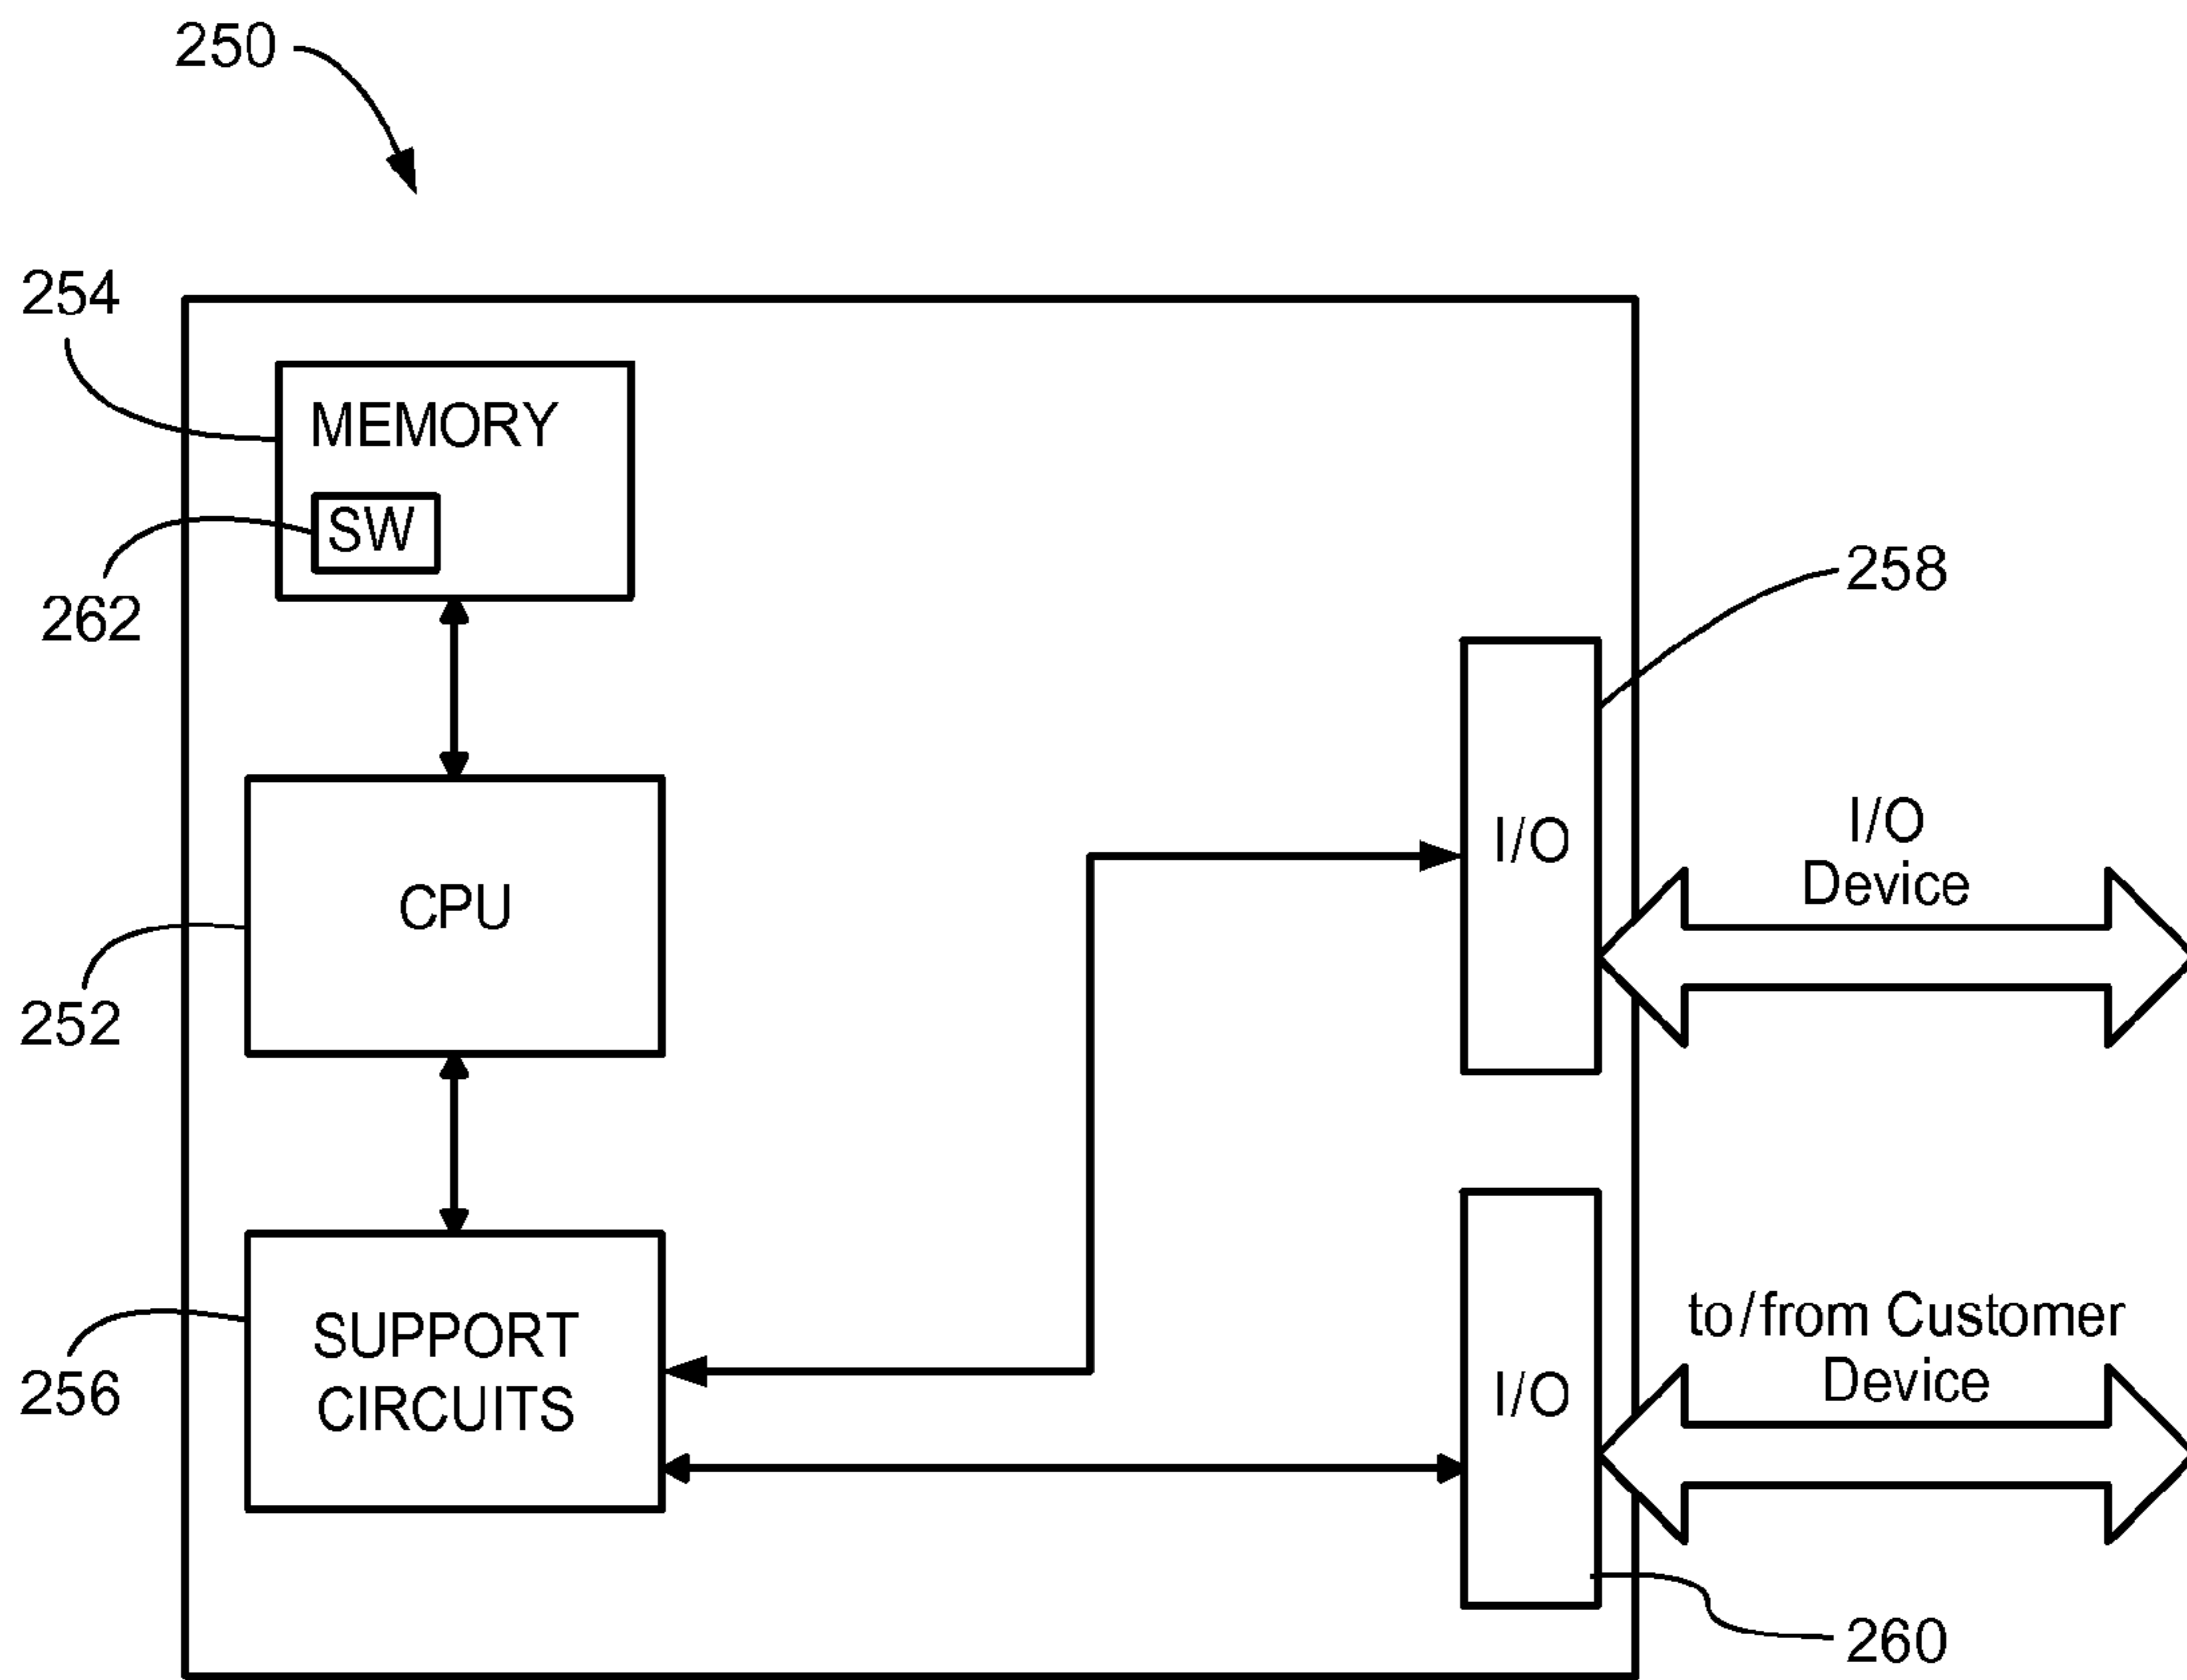 250
254
MEMORY
SW
262
258
I/O
I/O
Device
CPU
252
SUPPORT
CIRCUITS
256
I/O
to/from Customer
Device
260